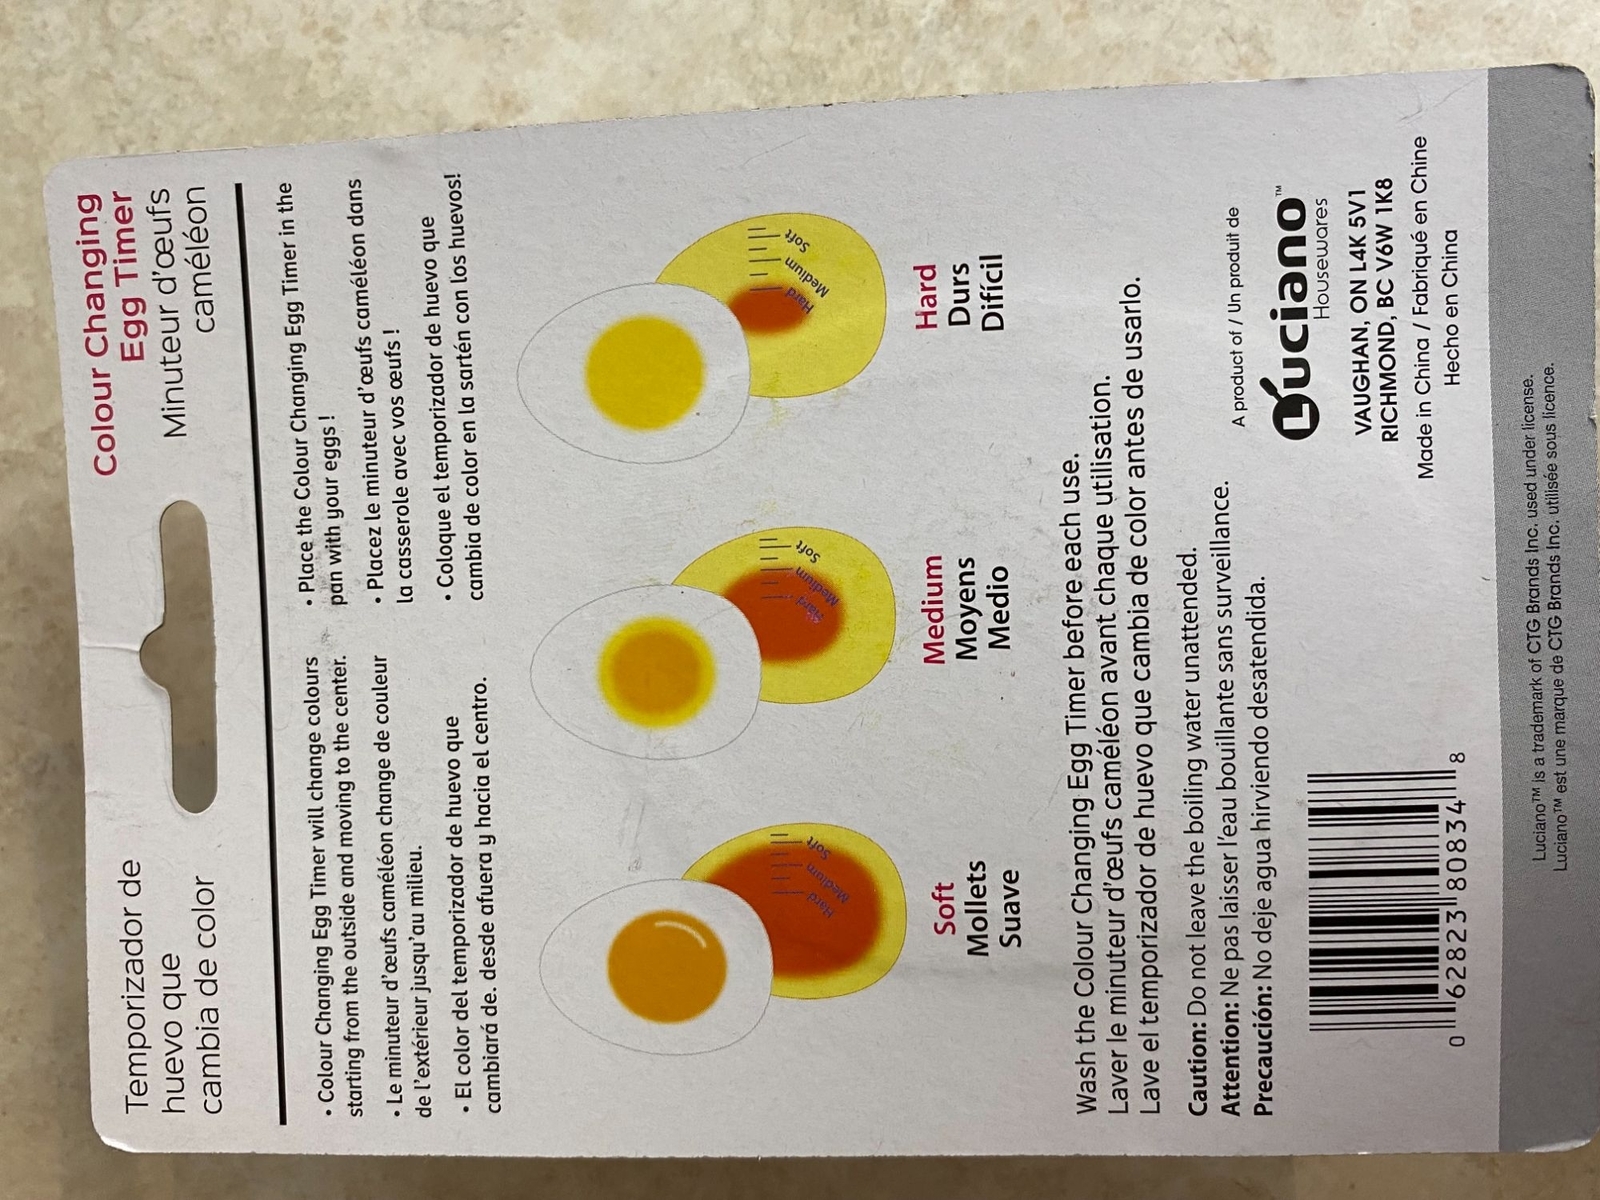 Temporizador de
huevo que
cambia de color
Colour Changing
Egg Timer
Minuteur d'œufs
caméléon
• Colour Changing Egg Timer will change colours
starting from the outside and moving to the center.
• Le minuteur d'œufs caméléon change de couleur
de l'extérieur jusqu'au milieu.
• El color del temporizador de huevo que
cambiará de. desde afuera y hacia el centro.
• Place the Colour Changing Egg Timer in the
pan with your eggs !
• Placez le minuteur d'œufs caméléon dans
la casserole avec vos œufs !
• Coloque el temporizador de huevo que
cambia de color en la sartén con los huevos!
Hard Medium Soft
Soft
Mollets
Suave
Hard Medium Soft
Medium
Moyens
Medio
Hard Medium Soft
Hard
Durs
Difícil
Wash the Colour Changing Egg Timer before each use.
Laver le minuteur d'œufs caméléon avant chaque utilisation.
Lave el temporizador de huevo que cambia de color antes de usarlo.
Caution: Do not leave the boiling water unattended.
Attention: Ne pas laisser l'eau bouillante sans surveillance.
Precaución: No deje agua hirviendo desatendida.
0 62823 80834 8
A product of / Un produit de
Luciano™
Housewares
VAUGHAN, ON L4K 5V1
RICHMOND, BC V6W 1K8
Made in China / Fabriqué en Chine
Hecho en China
Luciano™ is a trademark of CTG Brands Inc. used under license.
Luciano™ est une marque de CTG Brands Inc. utilisée sous licence.